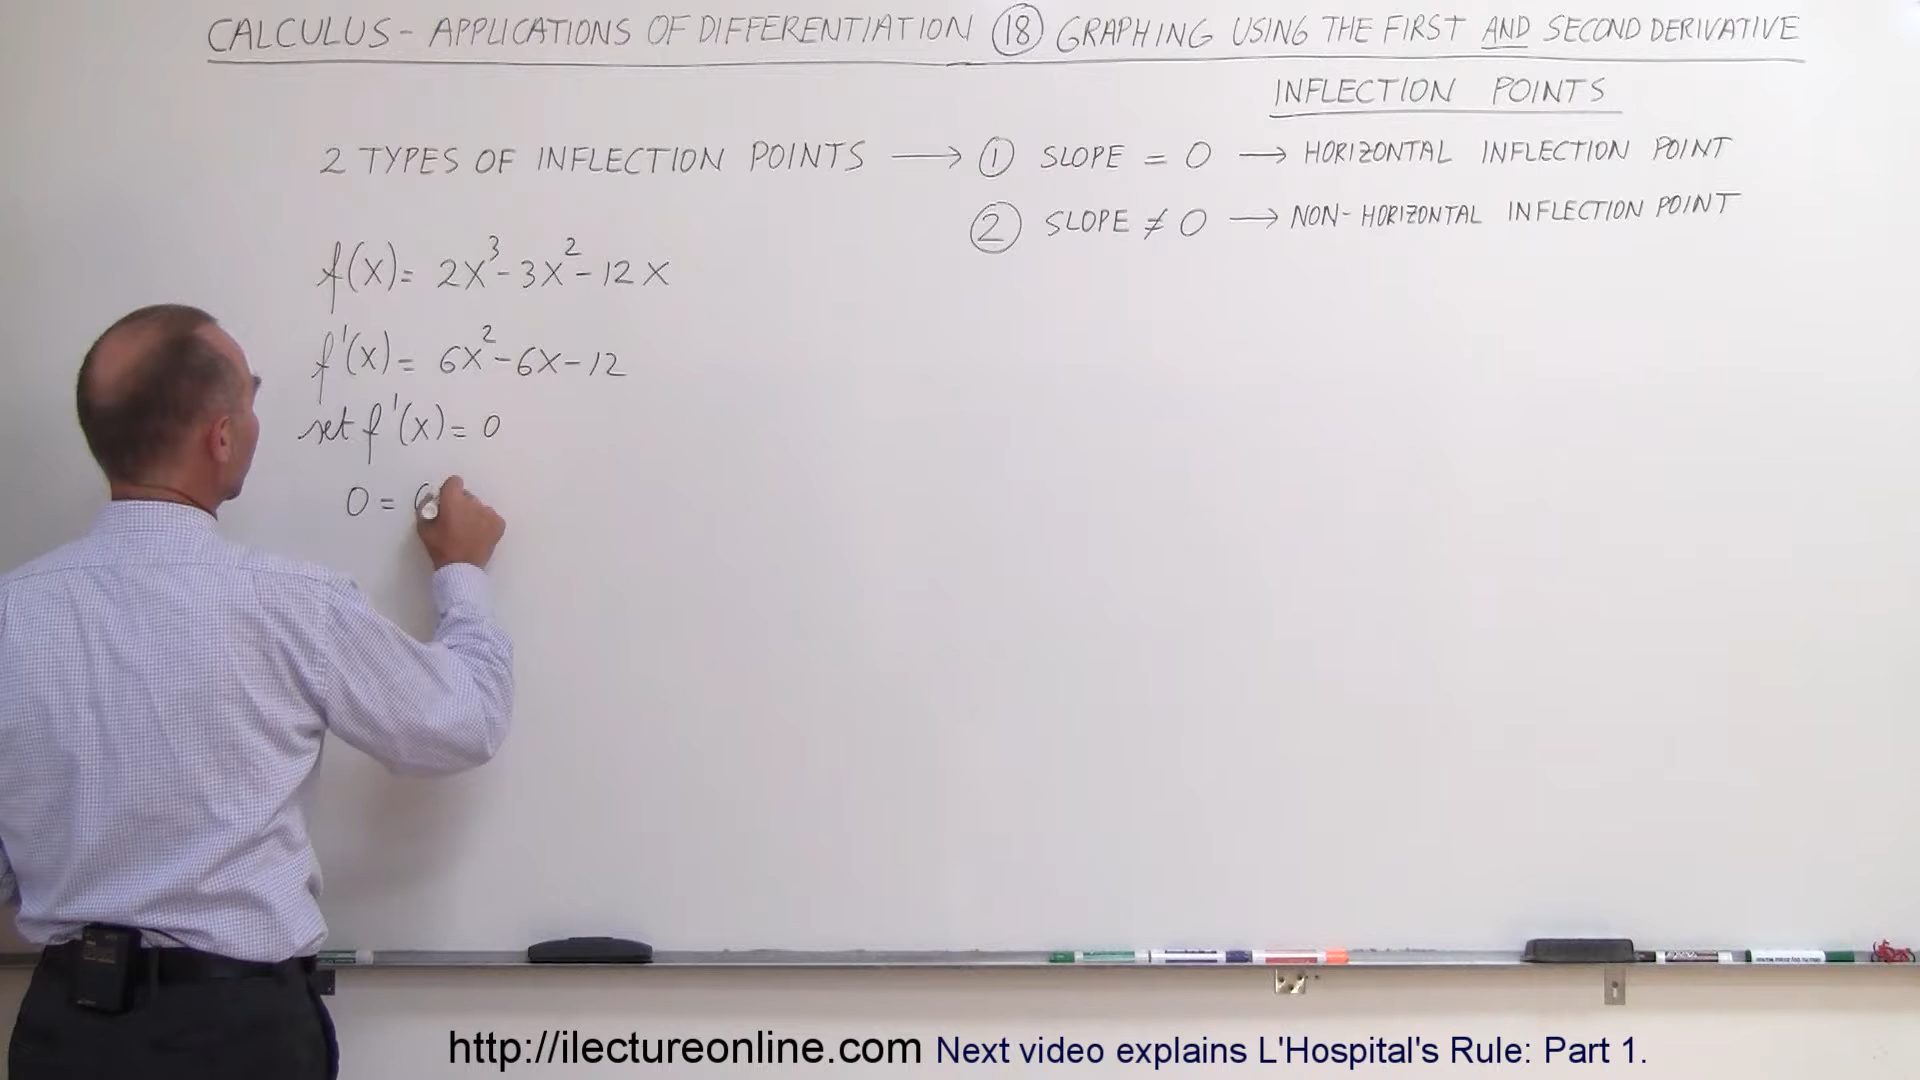 CALCULUS - APPLICATIONS OF DIFFERENTIATION 18 GRAPHING USING THE FIRST AND SECOND DERIVATIVE
INFLECTION POINTS
2 TYPES OF INFLECTION POINTS → ① SLOPE = 0 → HORIZONTAL INFLECTION POINT
② SLOPE ≠ 0 → NON-HORIZONTAL INFLECTION POINT
f(x) = 2x³ - 3x² - 12x
f'(x) = 6x² - 6x - 12
set f'(x) = 0
0 = 6
http://ilectureonline.com Next video explains L'Hospital's Rule: Part 1.